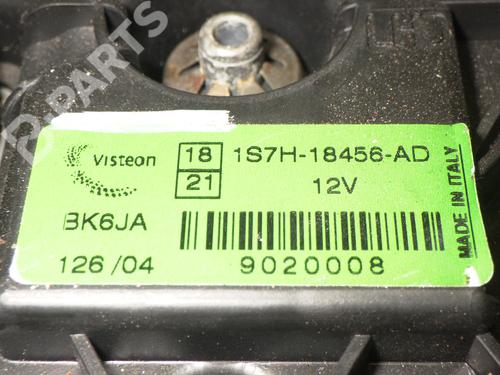 B-PARTS
Visteon
18
21
1S7H-18456-AD
12V
BK6JA
126/04
9020008
MADE IN ITALY